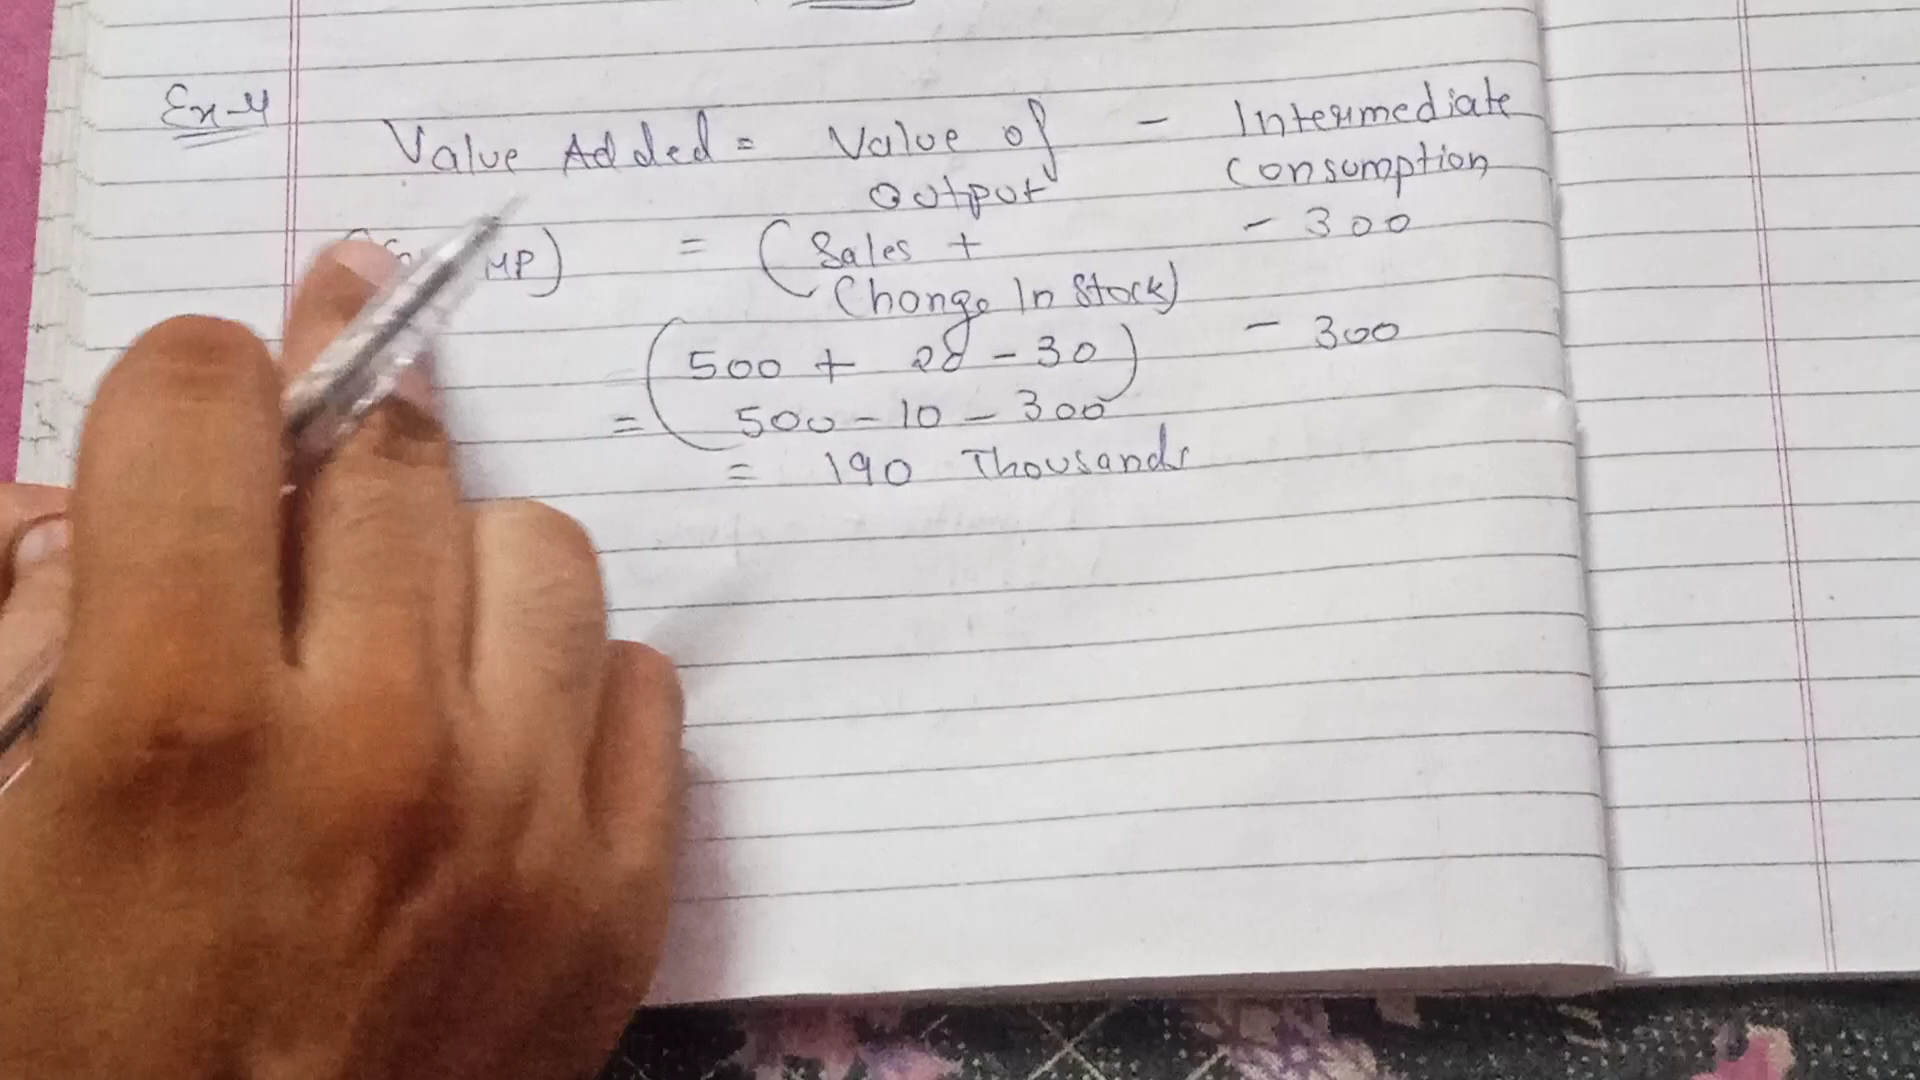 Ex-4
Value Added = Value of Output - Intermediate Consumption
MP) = (Sales + Change In Stock) - 300
(500 + 20 - 30) - 300
= 500 - 10 - 300
= 190 Thousands